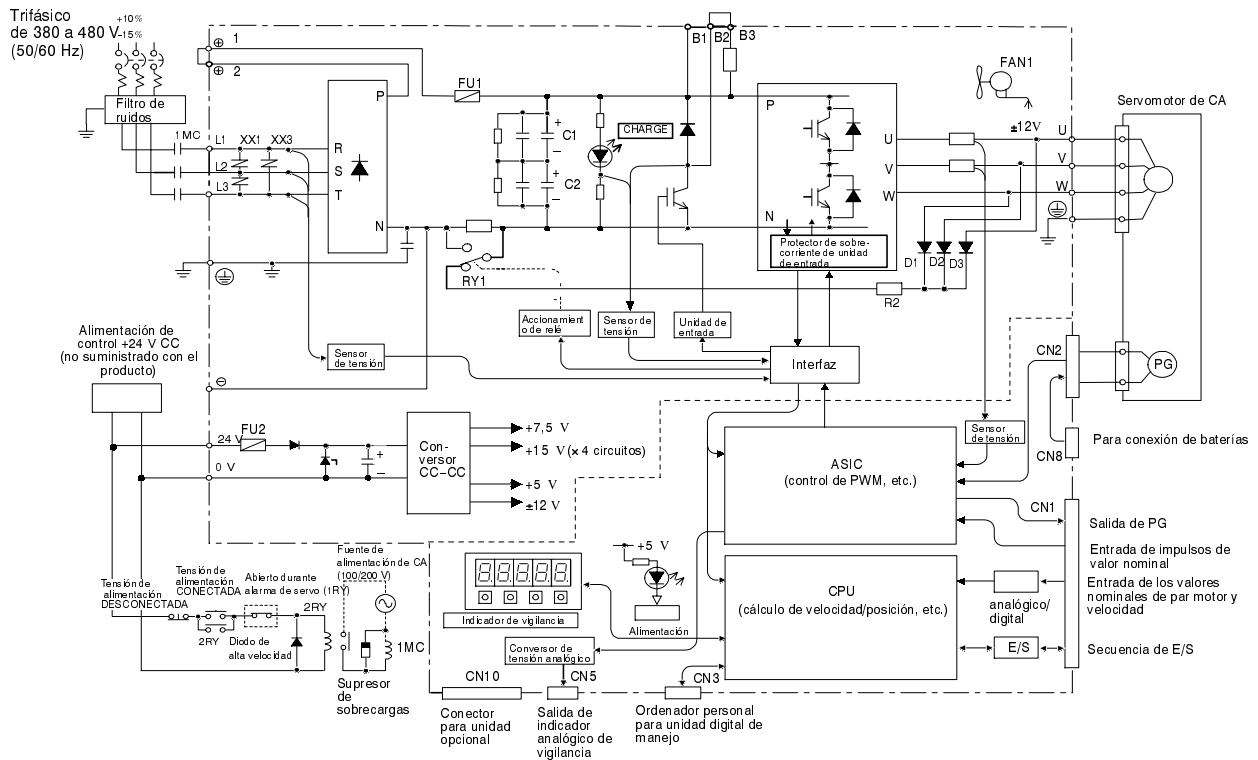 Trifásico
de 380 a 480 V
+10%
–15%
(50/60 Hz)
Filtro de
ruidos
1MC
L1
XX1
XX3
L2
L3
1
2
R
S
T
P
N
FU1
C1
C2
+
–
+
–
CHARGE
B1
B2
B3
P
N
U
V
W
Protector de sobre-
corriente de unidad
de entrada
FAN1
±12V
U
V
W
Servomotor de CA
D1
D2
D3
R2
RY1
Accionamient
o de relé
Sensor de
tensión
Unidad de
entrada
Sensor
de tensión
Interfaz
CN2
PG
Sensor
de tensión
CN8
Para conexión de baterías
Alimentación de
control +24 V CC
(no suministrado con el
producto)
24 V
FU2
0 V
+
–
Con-
versor
CC–CC
+7,5 V
+15 V (× 4 circuitos)
+5 V
±12 V
ASIC
(control de PWM, etc.)
CN1
Salida de PG
Entrada de impulsos de
valor nominal
Entrada de los valores
nominales de par motor y
velocidad
analógico/
digital
E/S
Secuencia de E/S
CPU
(cálculo de velocidad/posición, etc.)
+5 V
Alimentación
8.8.8.8.8.
Indicador de vigilancia
Conversor de
tensión analógico
Tensión de
alimentación
DESCONECTADA
Tensión de
alimentación
CONECTADA
2RY
Abierto durante
alarma de servo (1RY)
2RY
Diodo de
alta velocidad
Fuente de
alimentación de CA
(100/200 V)
1MC
Supresor
de
sobrecargas
CN10
Conector
para unidad
opcional
CN5
Salida de
indicador
analógico de
vigilancia
CN3
Ordenador personal
para unidad digital de
manejo